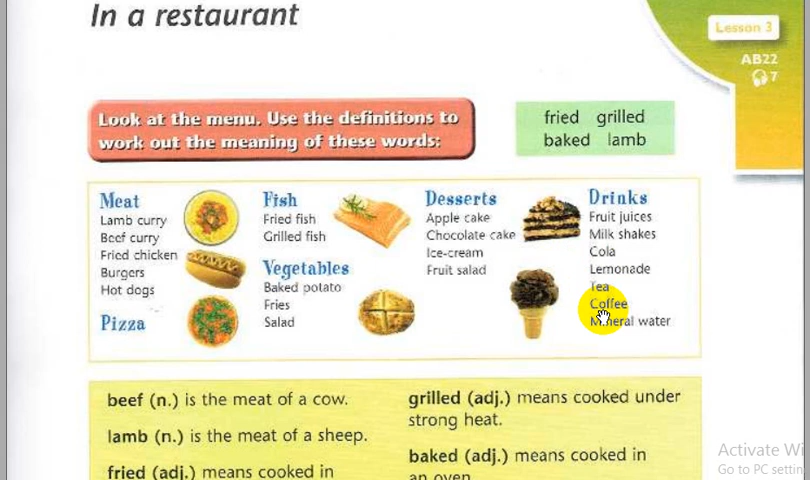 In a restaurant
Lesson 3
AB22
7
Look at the menu. Use the definitions to
work out the meaning of these words:
fried grilled
baked lamb
Meat
Lamb curry
Beef curry
Fried chicken
Burgers
Hot dogs
Pizza
Fish
Fried fish
Grilled fish
Vegetables
Baked potato
Fries
Salad
Desserts
Apple cake
Chocolate cake
Ice-cream
Fruit salad
Drinks
Fruit juices
Milk shakes
Cola
Lemonade
Tea
Coffee
Mineral water
beef (n.) is the meat of a cow.
lamb (n.) is the meat of a sheep.
fried (adj.) means cooked in
grilled (adj.) means cooked under
strong heat.
baked (adj.) means cooked in
an oven
Activate Wi
Go to PC settin